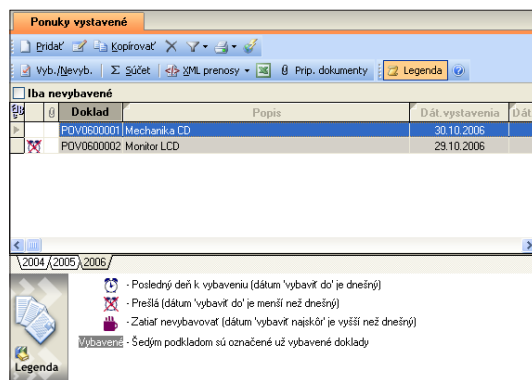 Ponuky vystavené
Pridať Kopírovať
Vyb./Nevyb. Σ Súčet XML prenosy Príp. dokumenty Legenda
Iba nevybavené
Doklad Popis Dát.vystavenia Dát
POV0600001 Mechanika CD 30.10.2006
POV0600002 Monitor LCD 29.10.2006
2004 2005 2006
- Posledný deň k vybaveniu (dátum 'vybaviť do' je dnešný)
- Prešlá (dátum 'vybaviť do' je menší než dnešný)
- Zatiaľ nevybavovať (dátum 'vybaviť najskôr' je vyšší než dnešný)
Vybavené - Šedým podkladom sú označené už vybavené doklady
Legenda